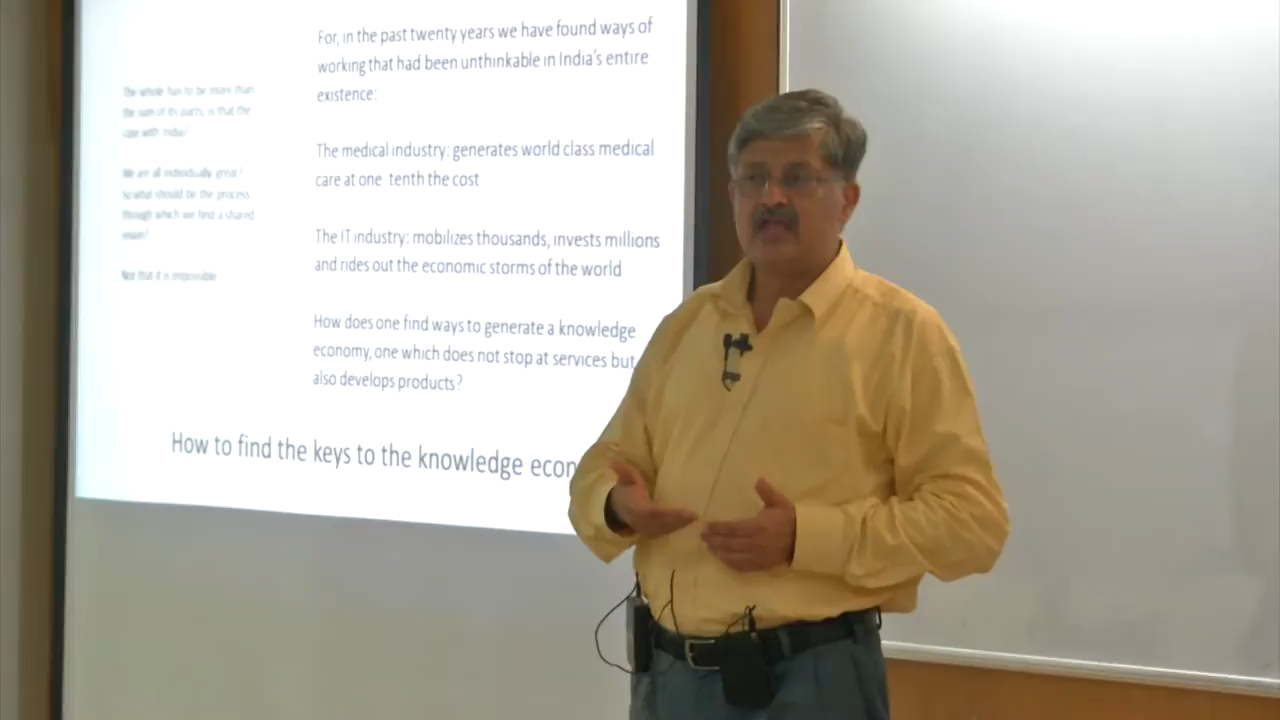 The whole has to be more than
the sum of its parts, is that the
case with India?
We are all individually great!
So what should be the process
through which we find a shared
vision?
Not that it is impossible
For, in the past twenty years we have found ways of
working that had been unthinkable in India's entire
existence:
The medical industry: generates world class medical
care at one tenth the cost
The IT industry: mobilizes thousands, invests millions
and rides out the economic storms of the world
How does one find ways to generate a knowledge
economy, one which does not stop at services but
also develops products?
How to find the keys to the knowledge econ